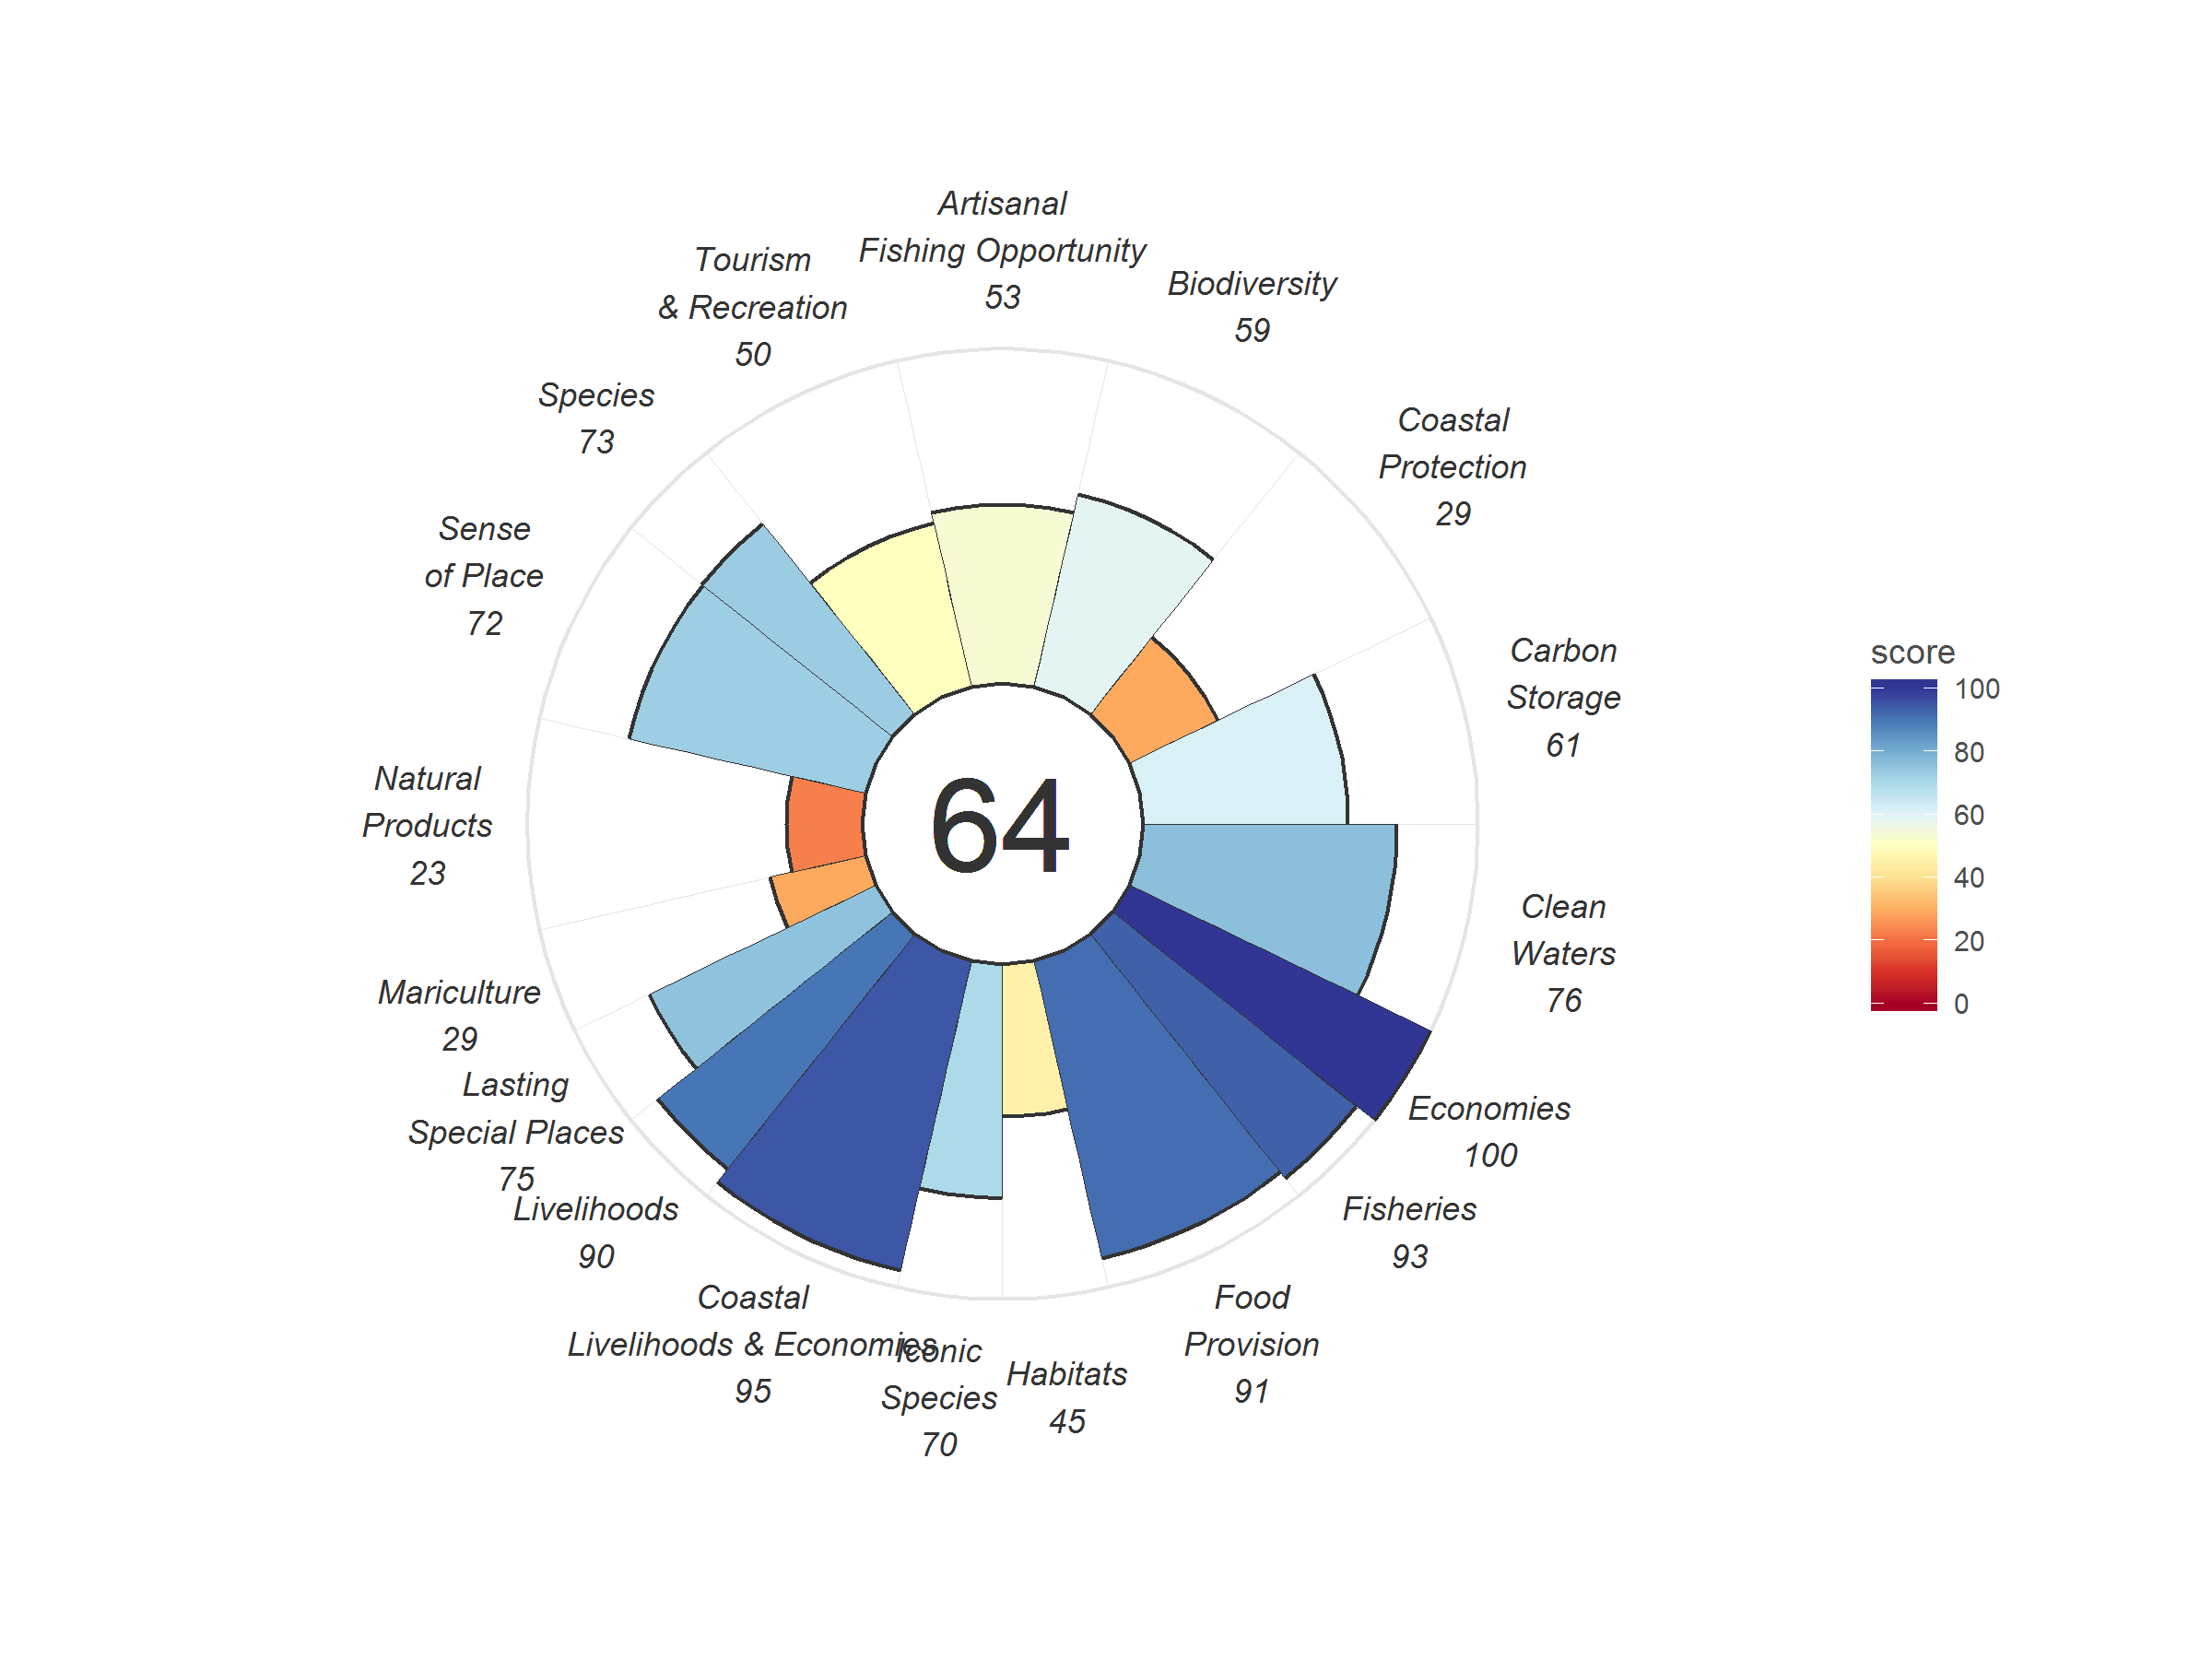 Artisanal
Fishing Opportunity
53
Biodiversity
59
Coastal
Protection
29
Carbon
Storage
61
Clean
Waters
76
Economies
100
Fisheries
93
Food
Provision
91
Habitats
45
Iconic
Species
70
Coastal
Livelihoods & Economies
95
Livelihoods
90
Lasting
Special Places
75
Mariculture
29
Natural
Products
23
Sense
of Place
72
Species
73
Tourism
& Recreation
50
64
score
100
80
60
40
20
0